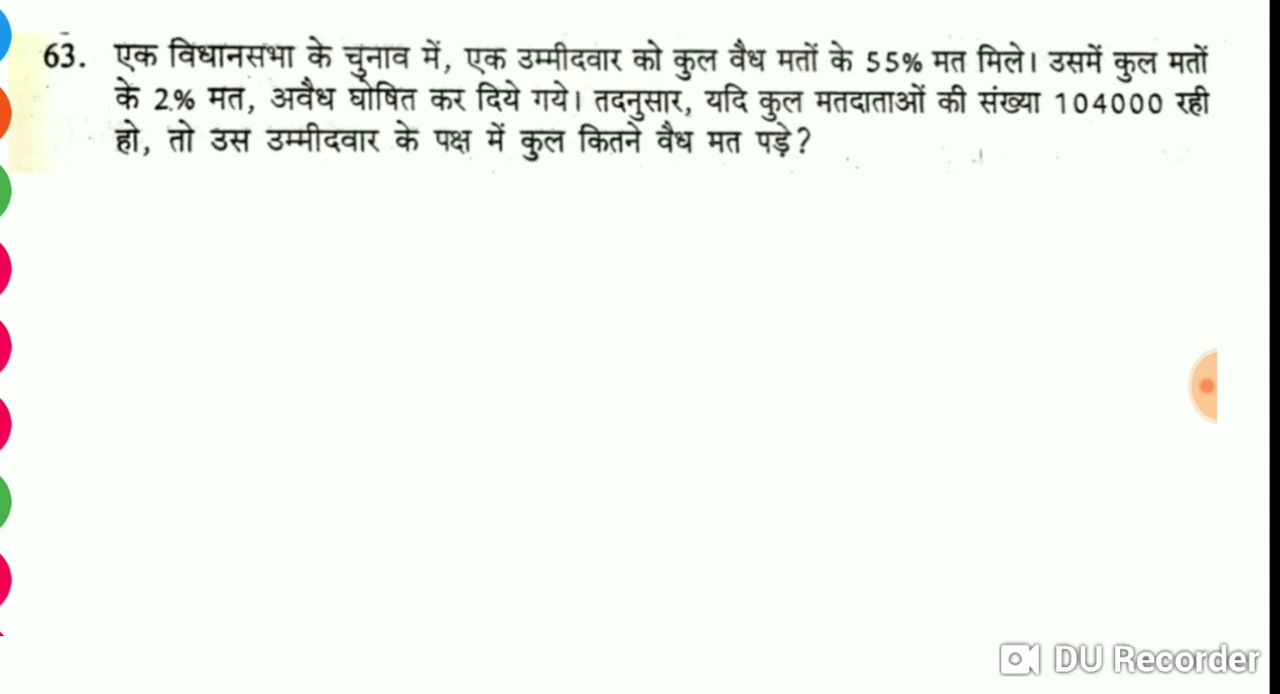 63. एक विधानसभा के चुनाव में, एक उम्मीदवार को कुल वैध मतों के 55% मत मिले। उसमें कुल मतों
के 2% मत, अवैध घोषित कर दिये गये। तदनुसार, यदि कुल मतदाताओं की संख्या 104000 रही
हो, तो उस उम्मीदवार के पक्ष में कुल कितने वैध मत पड़े?
DU Recorder